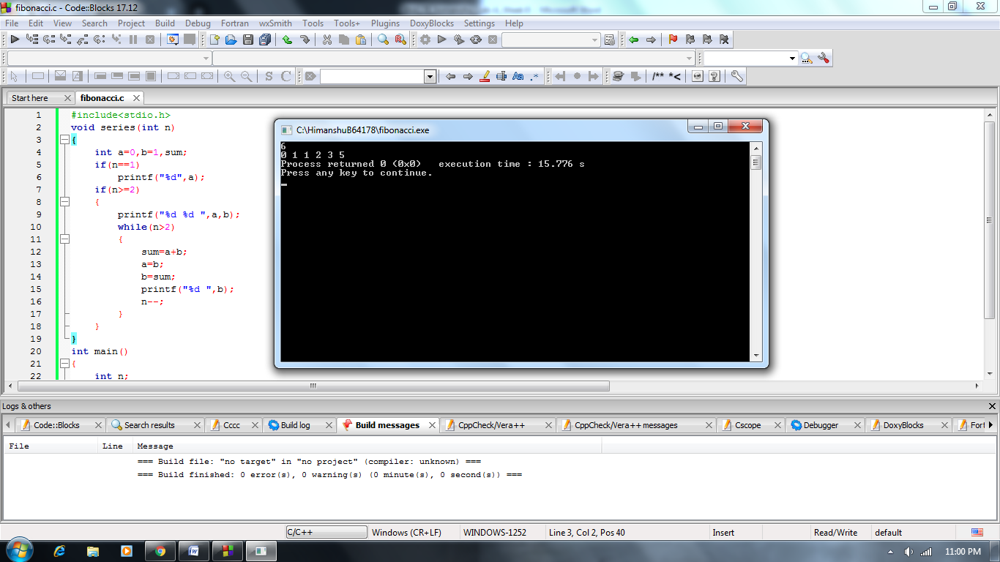 fibonacci.c - Code::Blocks 17.12
File Edit View Search Project Build Debug Fortran wxSmith Tools Tools+ Plugins DoxyBlocks Settings Help
S C Aa .* /** *<
Start here fibonacci.c
1 #include<stdio.h>
2 void series(int n)
3 {
4 int a=0,b=1,sum;
5 if(n==1)
6 printf("%d",a);
7 if(n>=2)
8 {
9 printf("%d %d ",a,b);
10 while(n>2)
11 {
12 sum=a+b;
13 a=b;
14 b=sum;
15 printf("%d ",b);
16 n--;
17 }
18 }
19 }
20 int main()
21 {
22 int n;
C:\HimanshuB64178\fibonacci.exe
6
0 1 1 2 3 5
Process returned 0 (0x0) execution time : 15.776 s
Press any key to continue.
Logs & others
Code::Blocks Search results Cccc Build log Build messages CppCheck/Vera++ CppCheck/Vera++ messages Cscope Debugger DoxyBlocks Fort
File Line Message
=== Build file: "no target" in "no project" (compiler: unknown) ===
=== Build finished: 0 error(s), 0 warning(s) (0 minute(s), 0 second(s)) ===
C/C++ Windows (CR+LF) WINDOWS-1252 Line 3, Col 2, Pos 40 Insert Read/Write default
11:00 PM